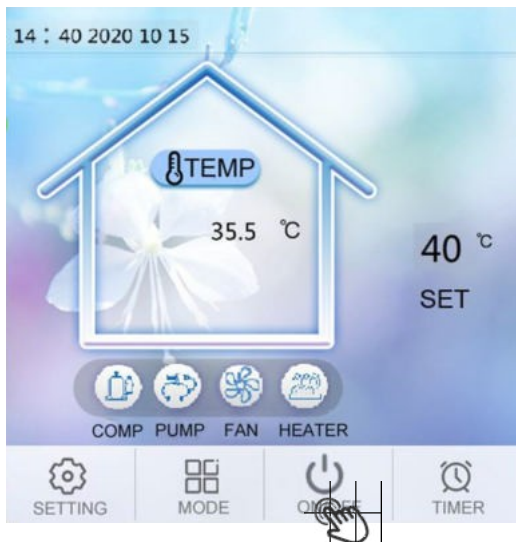 14 : 40 2020 10 15
TEMP
35.5 ℃
40 ℃
SET
COMP PUMP FAN HEATER
SETTING MODE TIMER